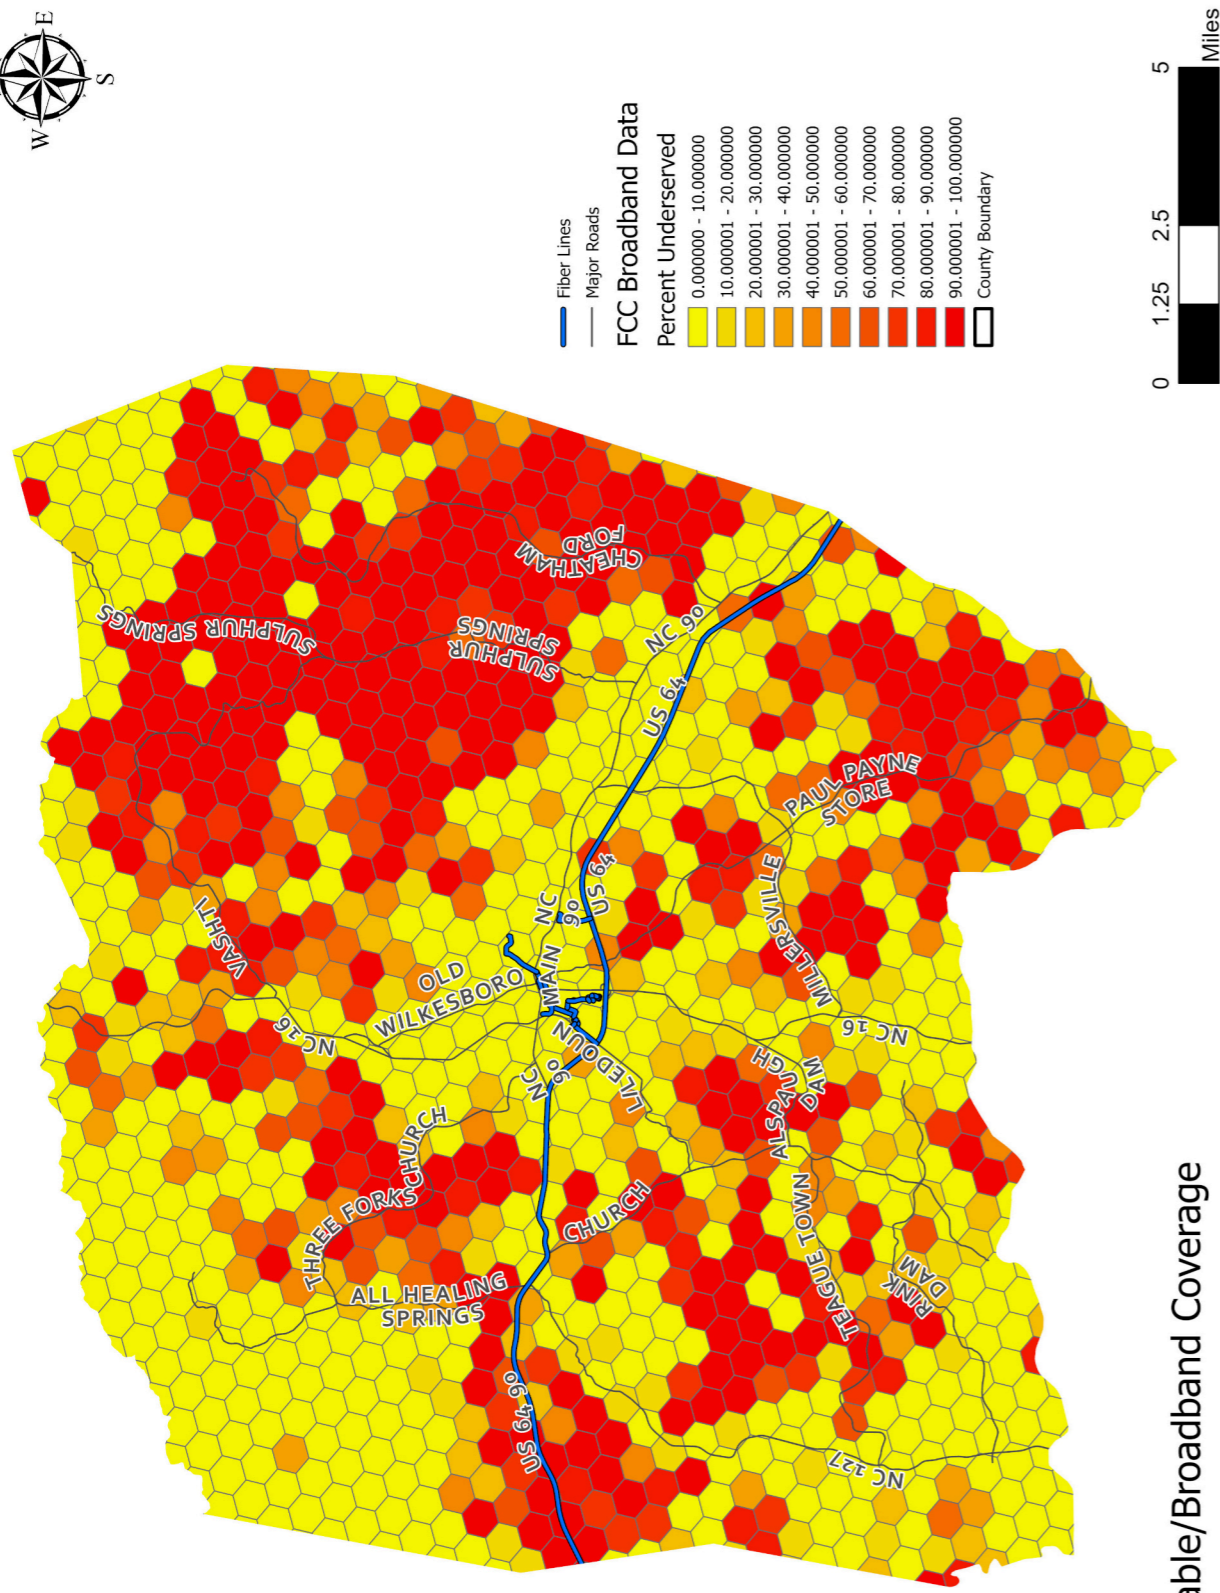 W
E
S
Fiber Lines
Major Roads
FCC Broadband Data
Percent Underserved
0.000000 - 10.000000
10.000001 - 20.000000
20.000001 - 30.000000
30.000001 - 40.000000
40.000001 - 50.000000
50.000001 - 60.000000
60.000001 - 70.000000
70.000001 - 80.000000
80.000001 - 90.000000
90.000001 - 100.000000
County Boundary
0
1.25
2.5
5
Miles
SULPHUR SPRINGS
SULPHUR
SPRINGS
CHEATHAM
FORD
VASHTI
NC 16
OLD
WILKESBORO
MAIN
NC
90
US 64
US 64
NC 90
NC
90
LILEDOUN
CHURCH
THREE FORKS
CHURCH
ALL HEALING
SPRINGS
US 64 90
PAUL PAYNE
STORE
MILLERSVILLE
NC 16
ALSPAUGH
DAM
TEAGUE TOWN
RINK
DAM
NC 127
able/Broadband Coverage